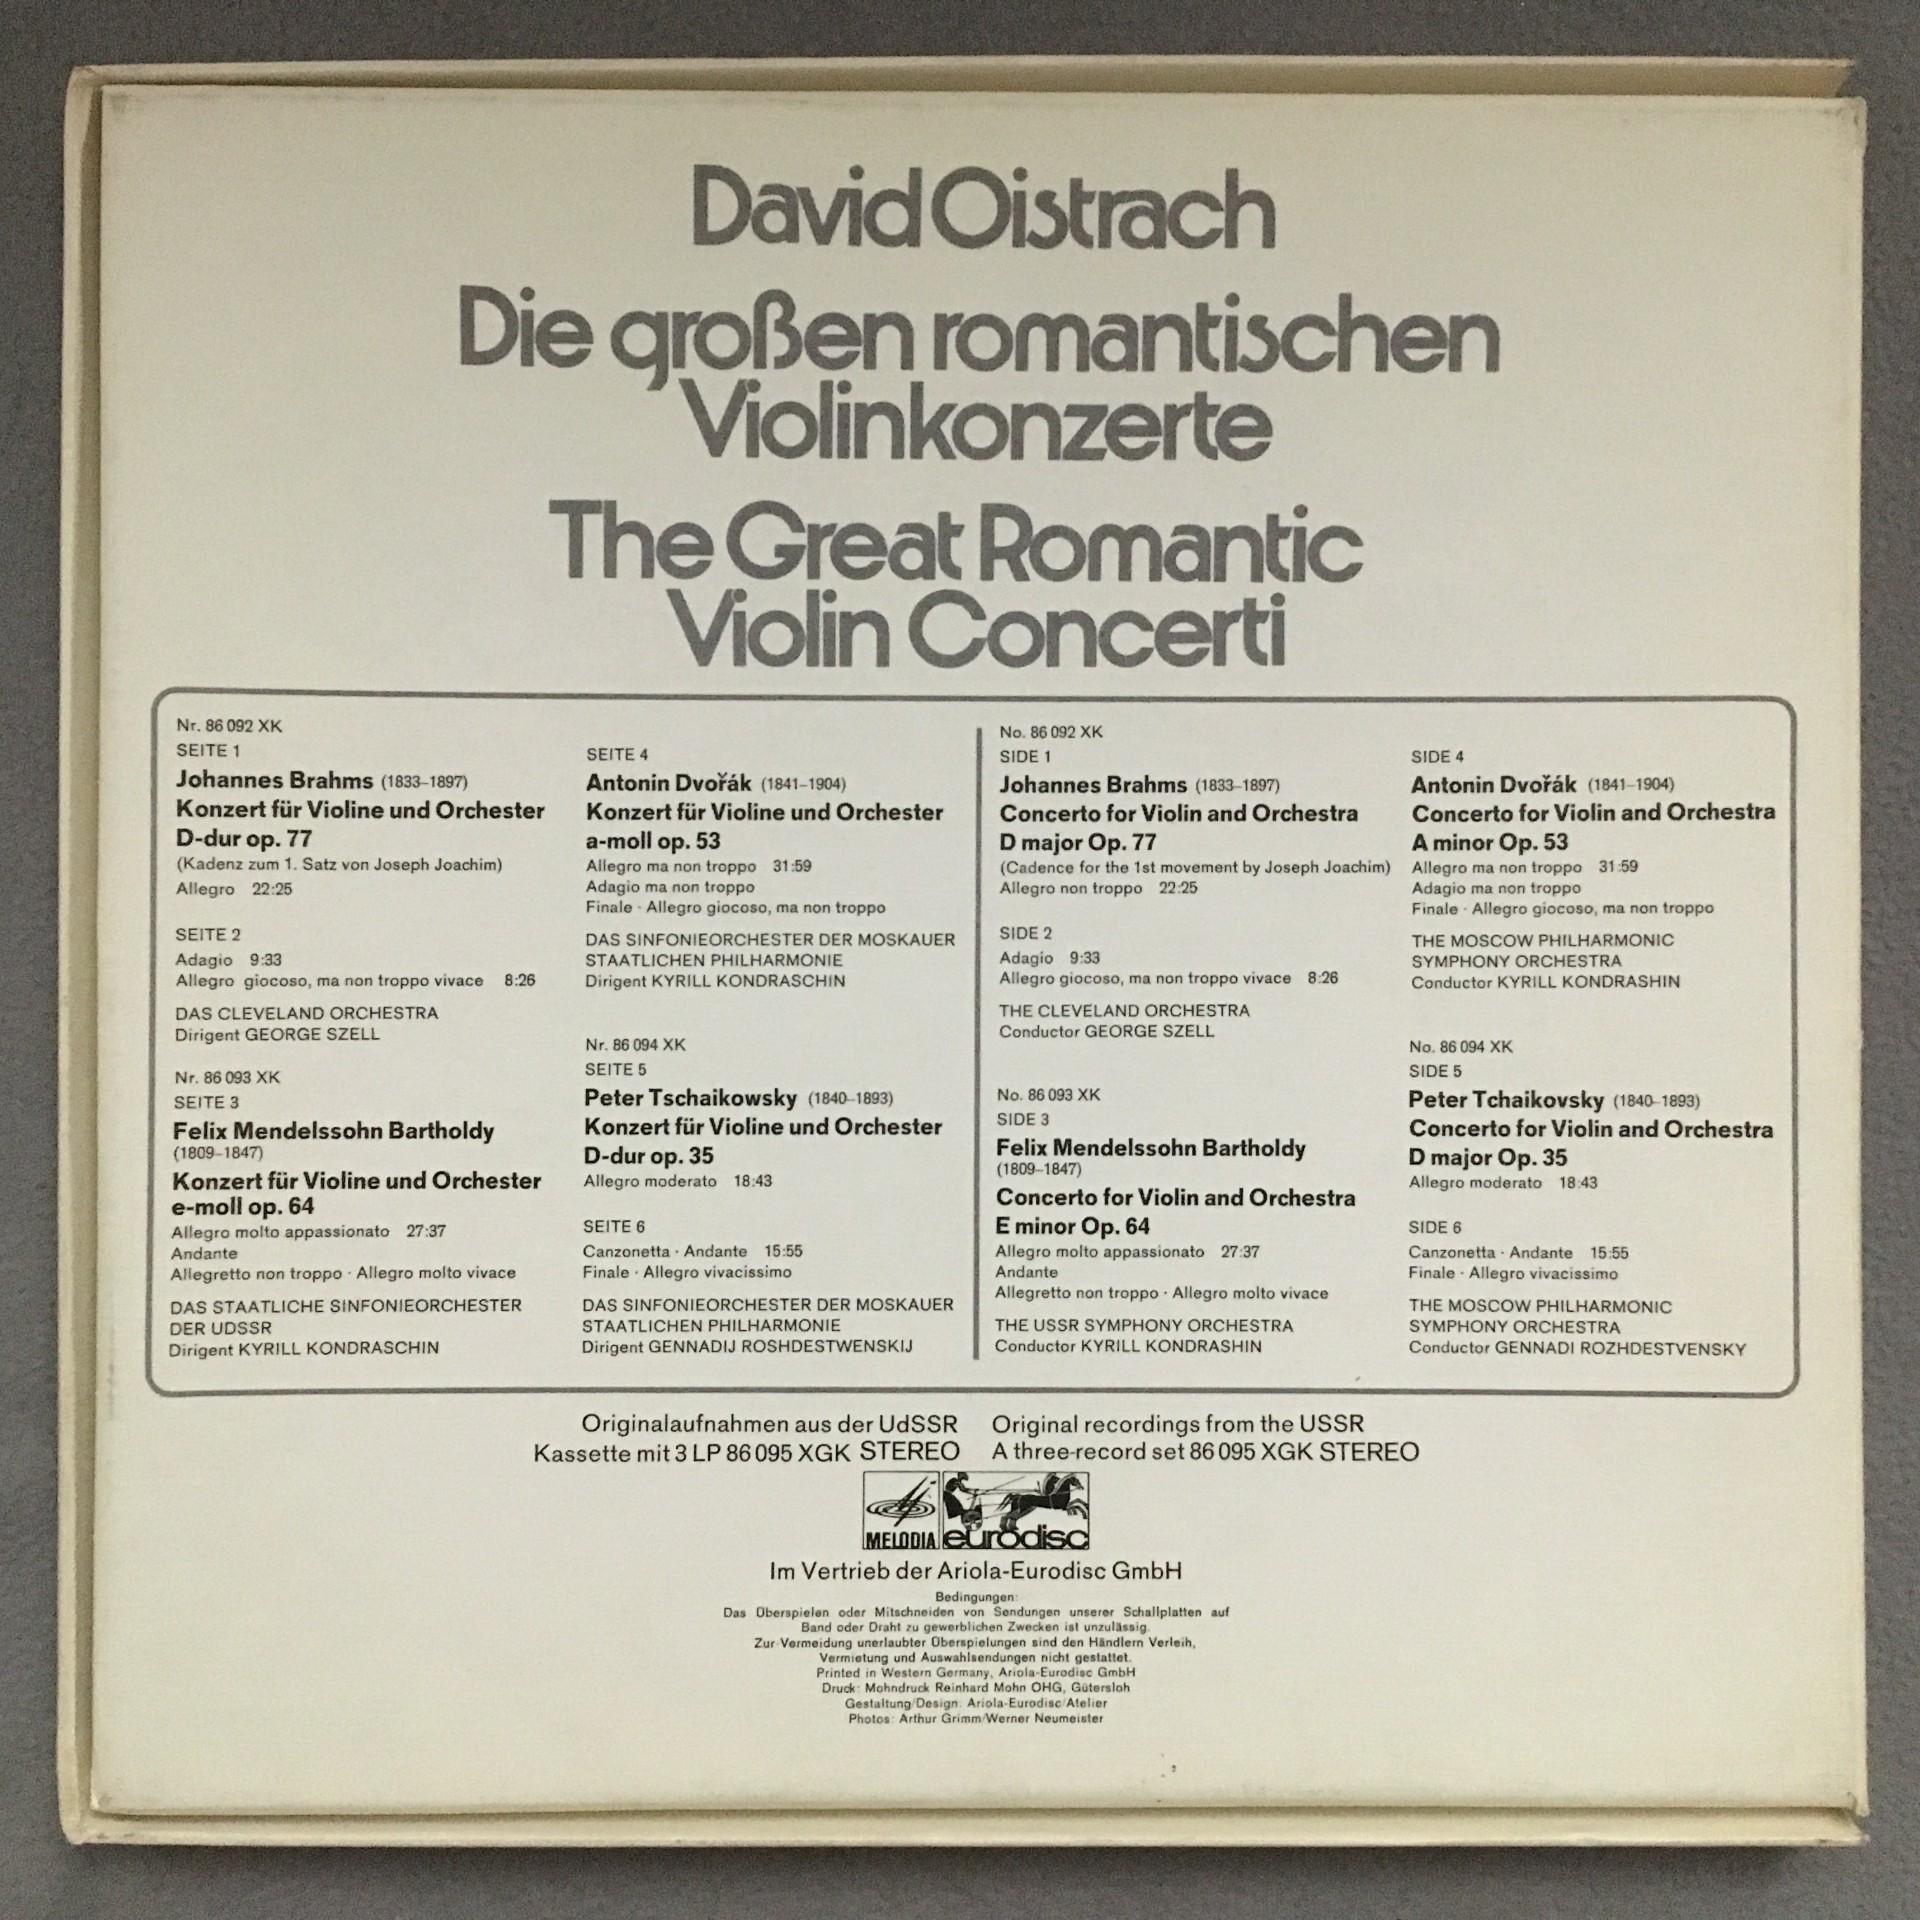 David Oistrach
Die großen romantischen
Violinkonzerte
The Great Romantic
Violin Concerti
Nr. 86 092 XK
SEITE 1
Johannes Brahms (1833–1897)
Konzert für Violine und Orchester
D-dur op. 77
(Kadenz zum 1. Satz von Joseph Joachim)
Allegro 22:25
SEITE 2
Adagio 9:33
Allegro giocoso, ma non troppo vivace 8:26
DAS CLEVELAND ORCHESTRA
Dirigent GEORGE SZELL
Nr. 86 093 XK
SEITE 3
Felix Mendelssohn Bartholdy
(1809–1847)
Konzert für Violine und Orchester
e-moll op. 64
Allegro molto appassionato 27:37
Andante
Allegretto non troppo · Allegro molto vivace
DAS STAATLICHE SINFONIEORCHESTER
DER UDSSR
Dirigent KYRILL KONDRASCHIN
SEITE 4
Antonin Dvořák (1841–1904)
Konzert für Violine und Orchester
a-moll op. 53
Allegro ma non troppo 31:59
Adagio ma non troppo
Finale · Allegro giocoso, ma non troppo
DAS SINFONIEORCHESTER DER MOSKAUER
STAATLICHEN PHILHARMONIE
Dirigent KYRILL KONDRASCHIN
Nr. 86 094 XK
SEITE 5
Peter Tschaikowsky (1840–1893)
Konzert für Violine und Orchester
D-dur op. 35
Allegro moderato 18:43
SEITE 6
Canzonetta · Andante 15:55
Finale · Allegro vivacissimo
DAS SINFONIEORCHESTER DER MOSKAUER
STAATLICHEN PHILHARMONIE
Dirigent GENNADIJ ROSHDESTWENSKIJ
No. 86 092 XK
SIDE 1
Johannes Brahms (1833–1897)
Concerto for Violin and Orchestra
D major Op. 77
(Cadence for the 1st movement by Joseph Joachim)
Allegro non troppo 22:25
SIDE 2
Adagio 9:33
Allegro giocoso, ma non troppo vivace 8:26
THE CLEVELAND ORCHESTRA
Conductor GEORGE SZELL
No. 86 093 XK
SIDE 3
Felix Mendelssohn Bartholdy
(1809–1847)
Concerto for Violin and Orchestra
E minor Op. 64
Allegro molto appassionato 27:37
Andante
Allegretto non troppo · Allegro molto vivace
THE USSR SYMPHONY ORCHESTRA
Conductor KYRILL KONDRASHIN
SIDE 4
Antonin Dvořák (1841–1904)
Concerto for Violin and Orchestra
A minor Op. 53
Allegro ma non troppo 31:59
Adagio ma non troppo
Finale · Allegro giocoso, ma non troppo
THE MOSCOW PHILHARMONIC
SYMPHONY ORCHESTRA
Conductor KYRILL KONDRASHIN
No. 86 094 XK
SIDE 5
Peter Tchaikovsky (1840–1893)
Concerto for Violin and Orchestra
D major Op. 35
Allegro moderato 18:43
SIDE 6
Canzonetta · Andante 15:55
Finale · Allegro vivacissimo
THE MOSCOW PHILHARMONIC
SYMPHONY ORCHESTRA
Conductor GENNADI ROZHDESTVENSKY
Originalaufnahmen aus der UdSSR
Kassette mit 3 LP 86 095 XGK STEREO
Original recordings from the USSR
A three-record set 86 095 XGK STEREO
MELODIA eurodisc
Im Vertrieb der Ariola-Eurodisc GmbH
Bedingungen:
Das Überspielen oder Mitschneiden von Sendungen unserer Schallplatten auf
Band oder Draht zu gewerblichen Zwecken ist unzulässig.
Zur Vermeidung unerlaubter Überspielungen sind den Händlern Verleih,
Vermietung und Auswahlsendungen nicht gestattet.
Printed in Western Germany, Ariola-Eurodisc GmbH
Druck: Mohndruck Reinhard Mohn OHG, Gütersloh
Gestaltung/Design: Ariola-Eurodisc/Atelier
Photos: Arthur Grimm/Werner Neumeister